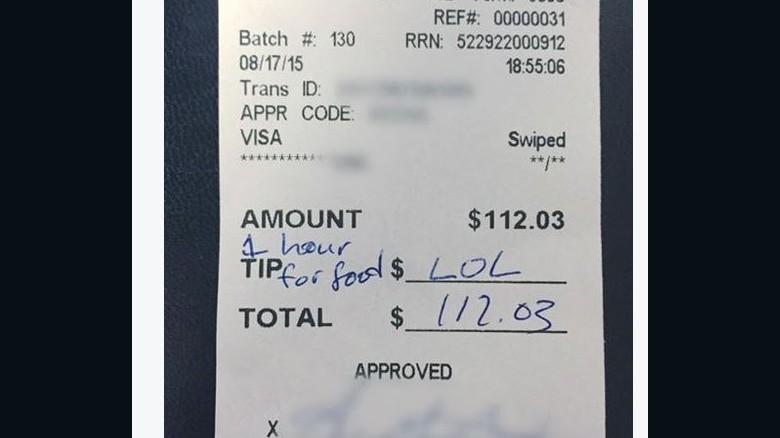 REF#: 00000031
Batch #: 130 RRN: 522922000912
08/17/15 18:55:06
Trans ID:
APPR CODE:
VISA Swiped
********** **/**
AMOUNT $112.03
1 hour
for food
TIP $ LOL
TOTAL $ 112.03
APPROVED
X